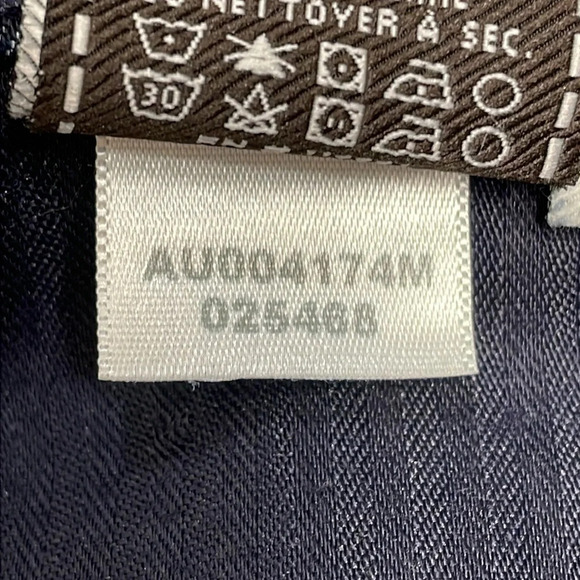 NETTOYER À SEC.
30
AU004174M
025468